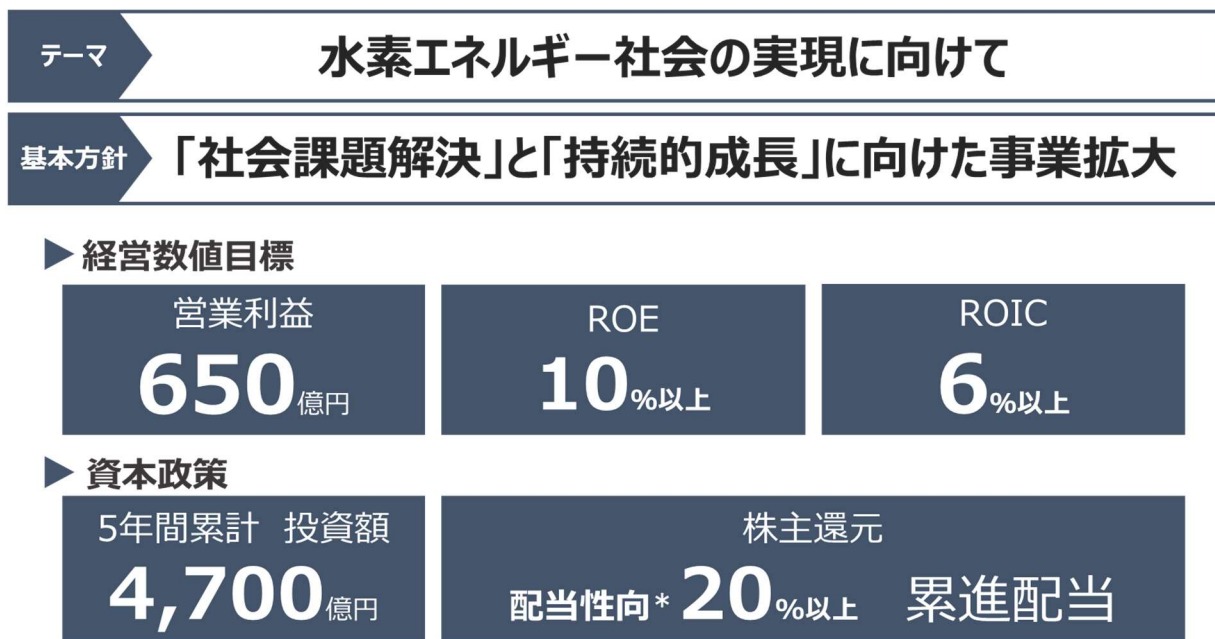 テーマ
水素エネルギー社会の実現に向けて
基本方針
「社会課題解決」と「持続的成長」に向けた事業拡大
▶経営数値目標
営業利益
650億円
ROE
10%以上
ROIC
6%以上
▶資本政策
5年間累計 投資額
4,700億円
株主還元
配当性向* 20%以上 累進配当